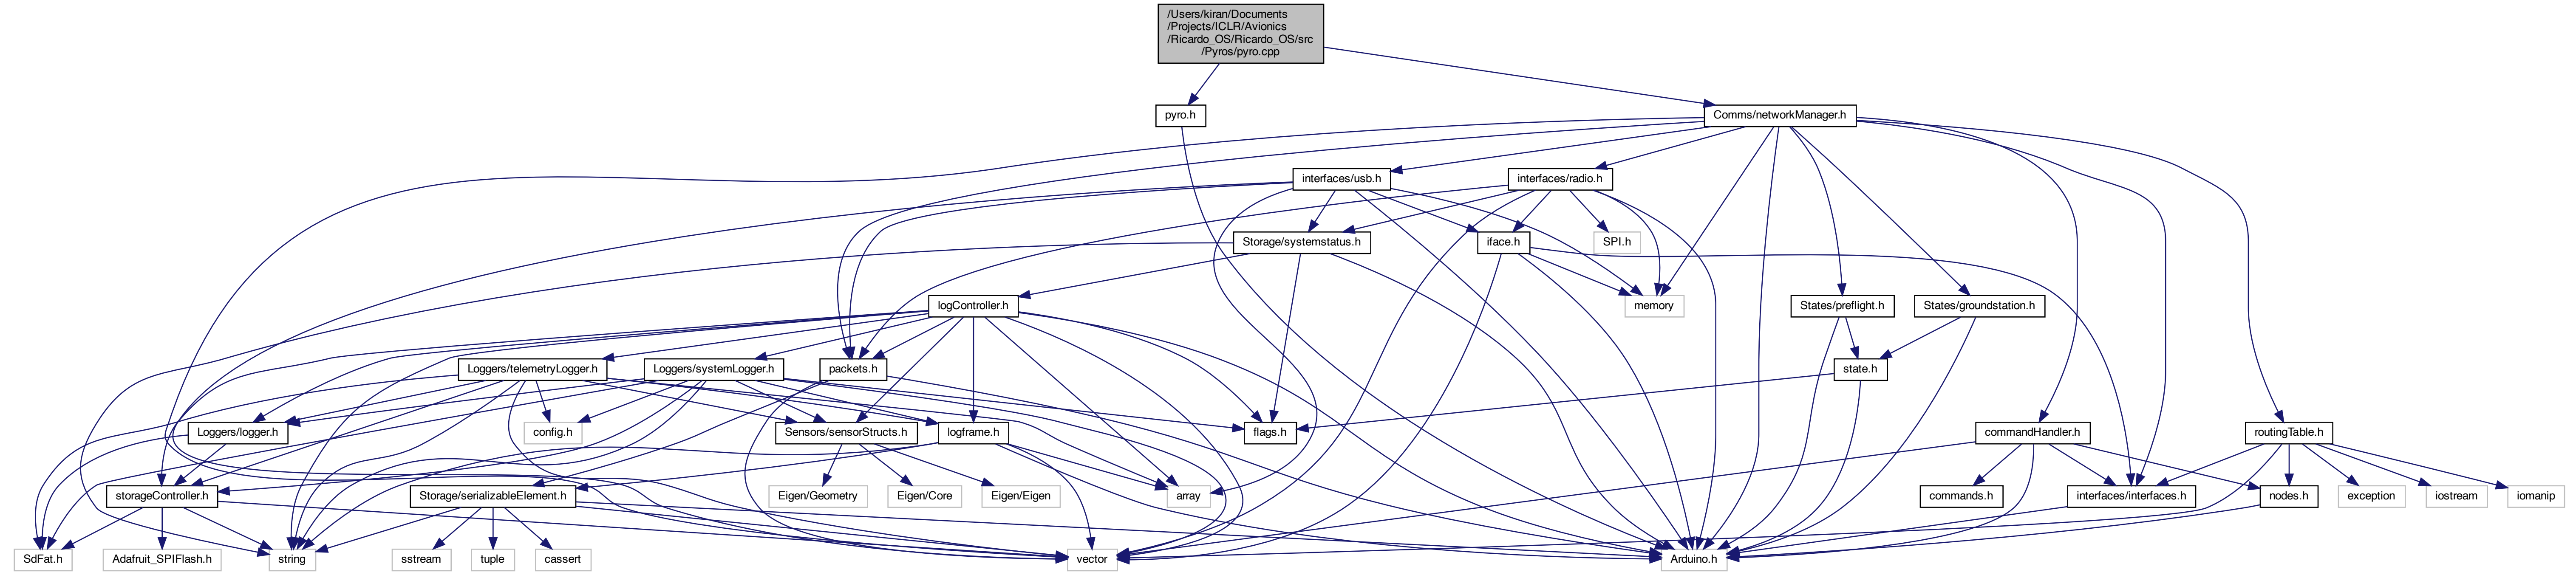 /Users/kiran/Documents
/Projects/ICLR/Avionics
/Ricardo_OS/Ricardo_OS/src
/Pyros/pyro.cpp
pyro.h
Comms/networkManager.h
interfaces/usb.h
interfaces/radio.h
Storage/systemstatus.h
iface.h
SPI.h
logController.h
memory
States/preflight.h
States/groundstation.h
Loggers/telemetryLogger.h
Loggers/systemLogger.h
packets.h
state.h
Loggers/logger.h
config.h
Sensors/sensorStructs.h
logframe.h
flags.h
commandHandler.h
routingTable.h
storageController.h
Storage/serializableElement.h
Eigen/Geometry
Eigen/Core
Eigen/Eigen
array
commands.h
interfaces/interfaces.h
nodes.h
exception
iostream
iomanip
SdFat.h
Adafruit_SPIFlash.h
string
sstream
tuple
cassert
vector
Arduino.h